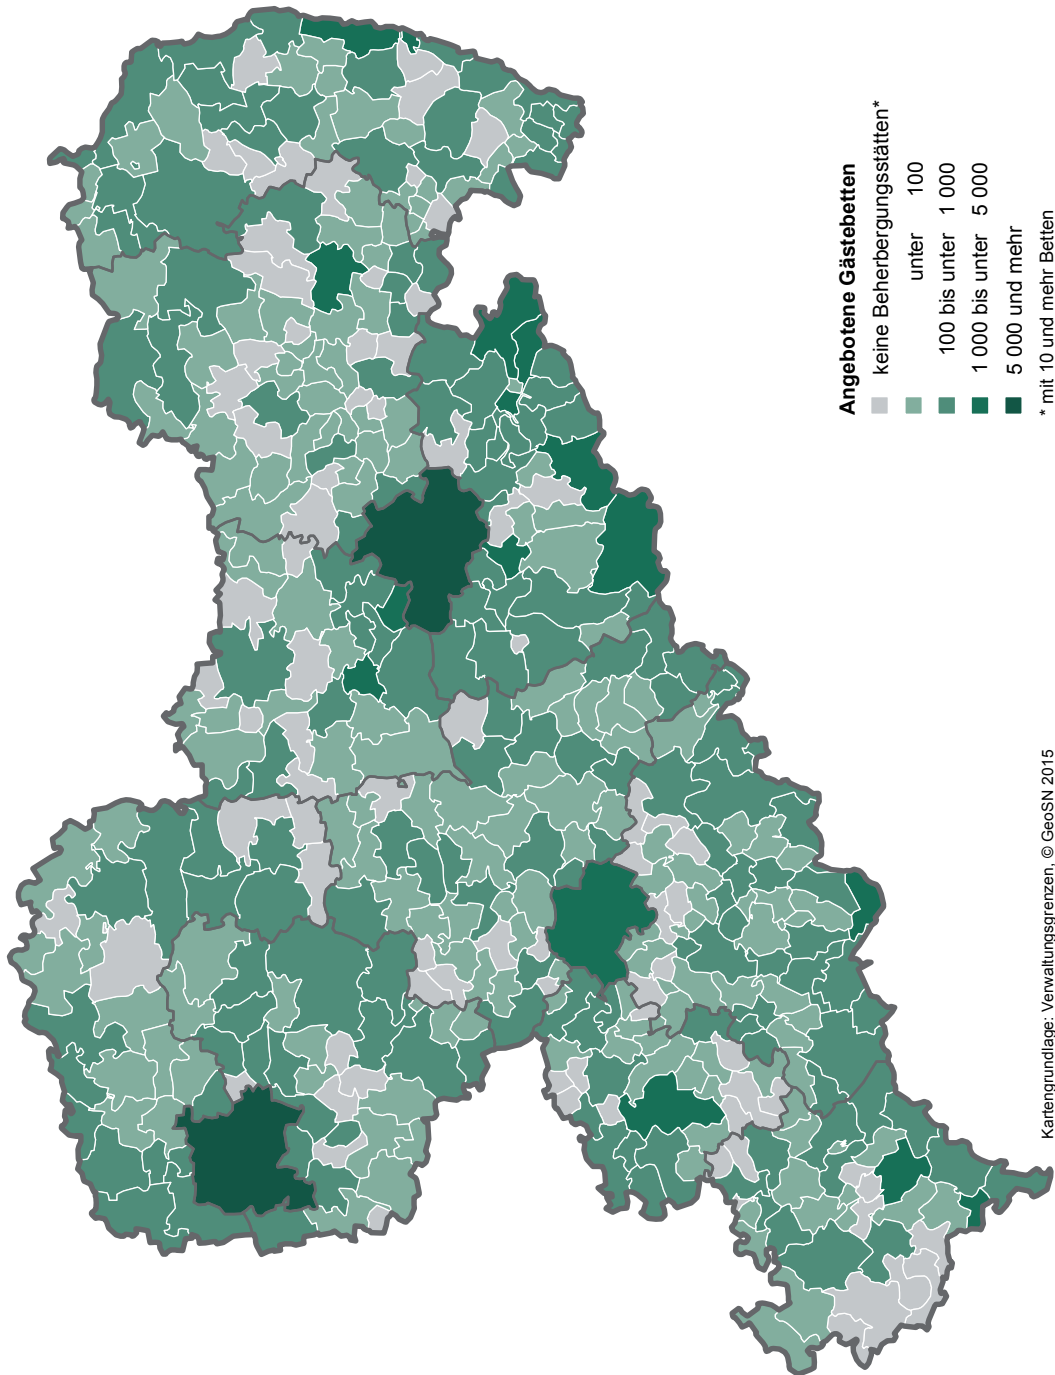 Angebotene Gästebetten
keine Beherbergungsstätten*
unter 100
100 bis unter 1 000
1 000 bis unter 5 000
5 000 und mehr
* mit 10 und mehr Betten
Kartengrundlage: Verwaltungsgrenzen, © GeoSN 2015